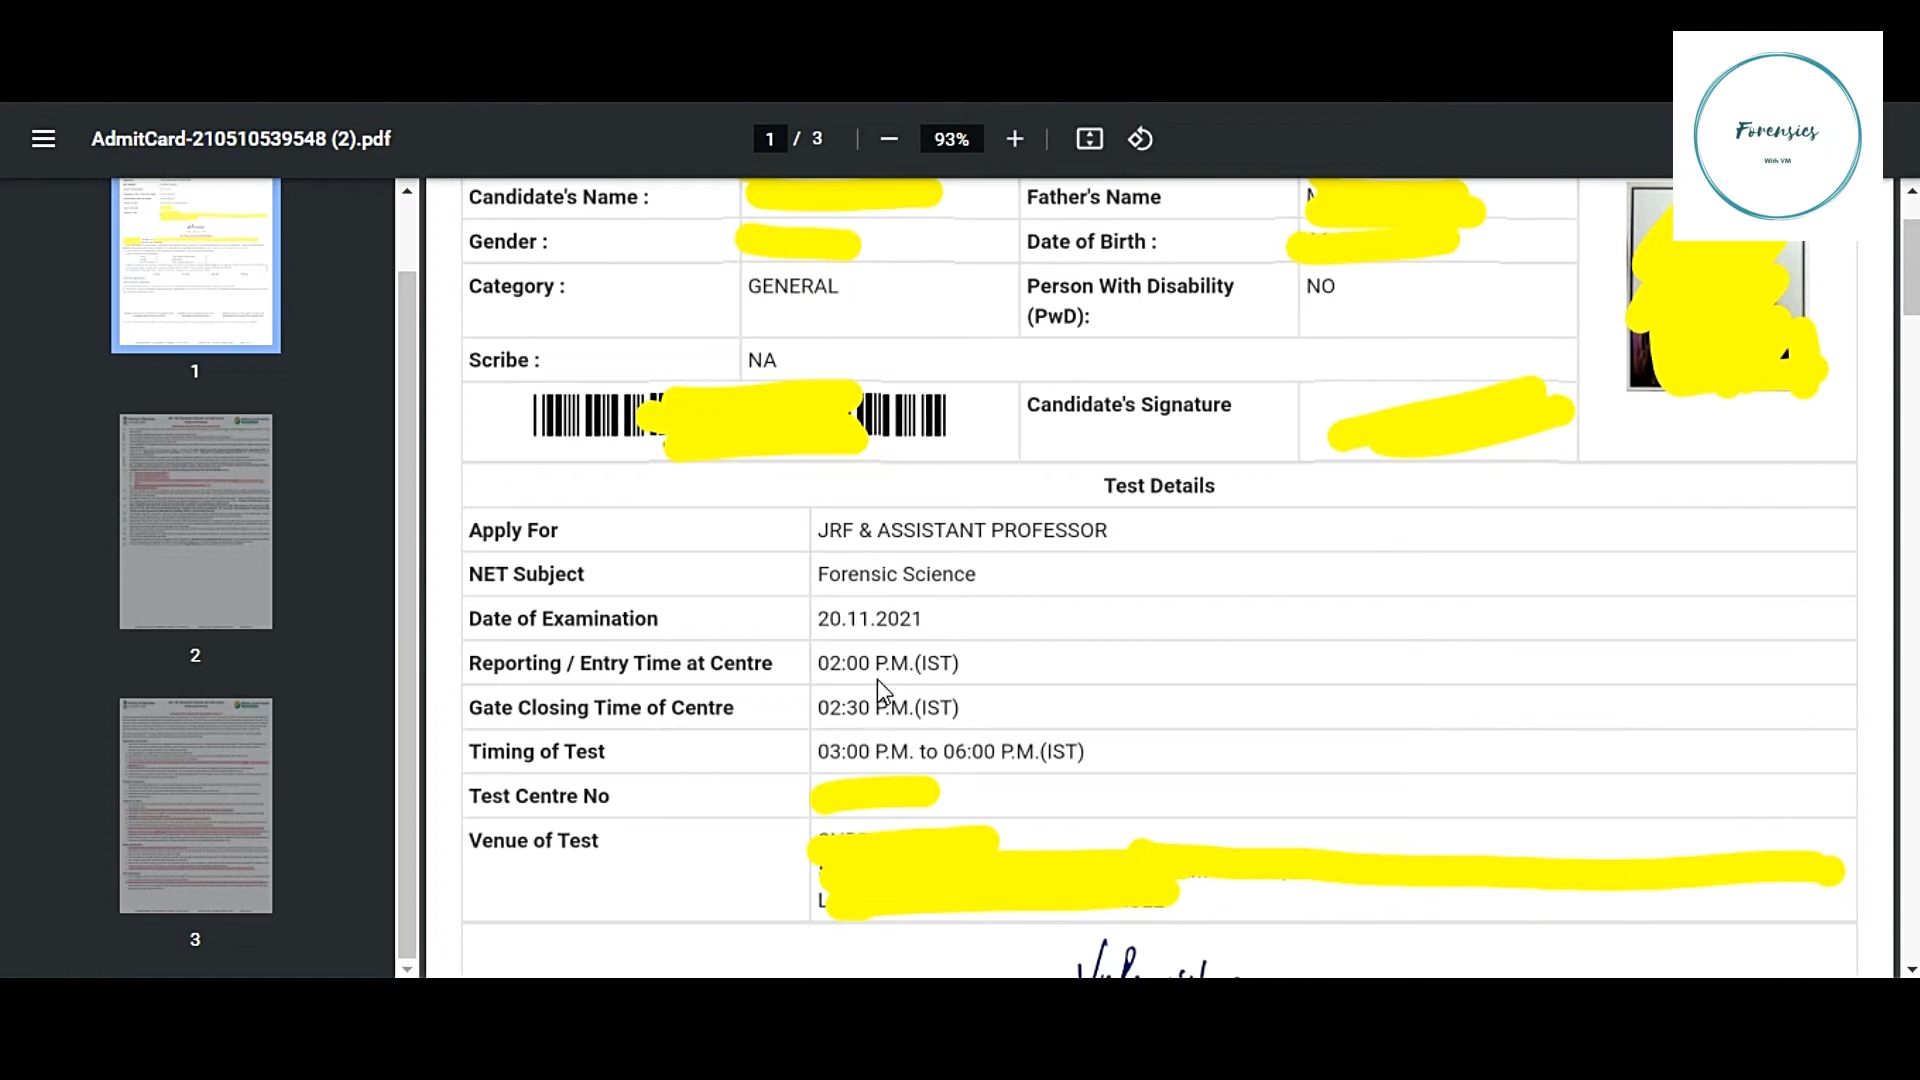 Forensics
With VM
AdmitCard-210510539548 (2).pdf
1 / 3
93%
Candidate's Name :
Father's Name
Gender :
Date of Birth :
Category :
GENERAL
Person With Disability
(PwD):
NO
Scribe :
NA
Candidate's Signature
Test Details
Apply For
JRF & ASSISTANT PROFESSOR
NET Subject
Forensic Science
Date of Examination
20.11.2021
Reporting / Entry Time at Centre
02:00 P.M.(IST)
Gate Closing Time of Centre
02:30 P.M.(IST)
Timing of Test
03:00 P.M. to 06:00 P.M.(IST)
Test Centre No
Venue of Test
1
2
3